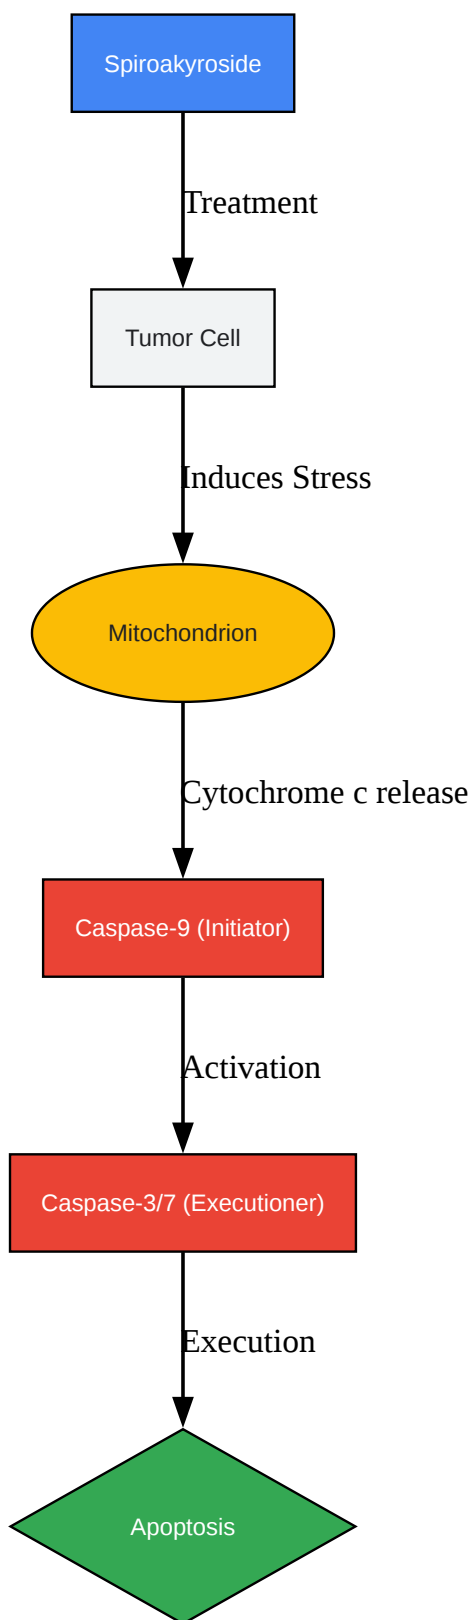 Spiroakyroside
Treatment
Tumor Cell
Induces Stress
Mitochondrion
Cytochrome c release
Caspase-9 (Initiator)
Activation
Caspase-3/7 (Executioner)
Execution
Apoptosis